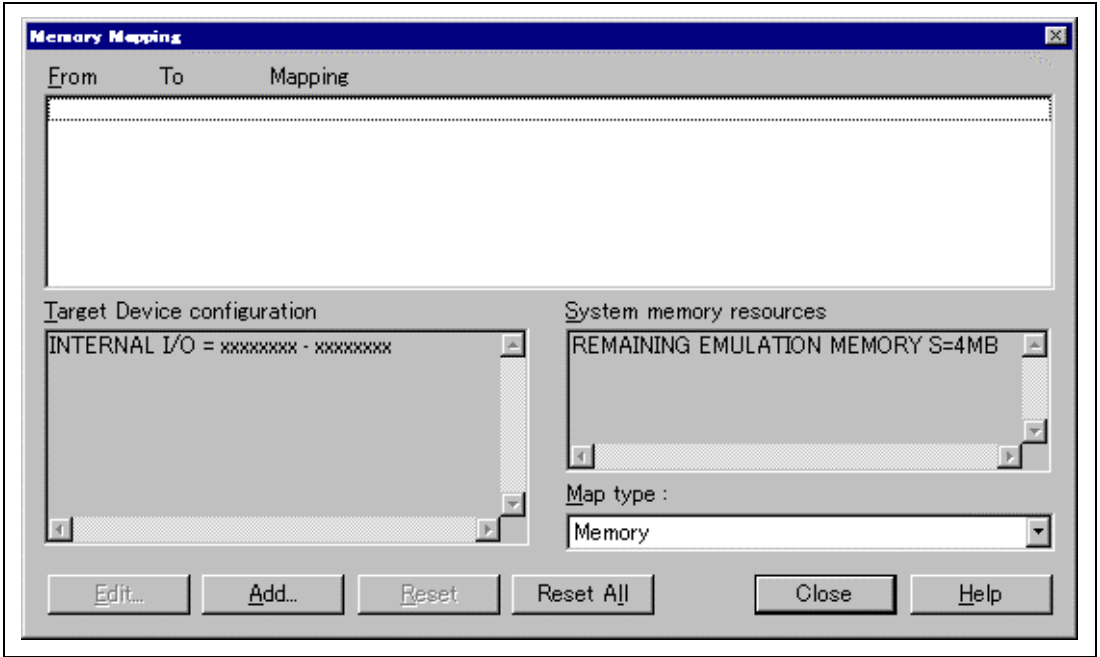 Memory Mapping
From To Mapping
Target Device configuration
INTERNAL I/O = xxxxxxxx - xxxxxxxx
System memory resources
REMAINING EMULATION MEMORY S=4MB
Map type :
Memory
Edit... Add... Reset Reset All Close Help